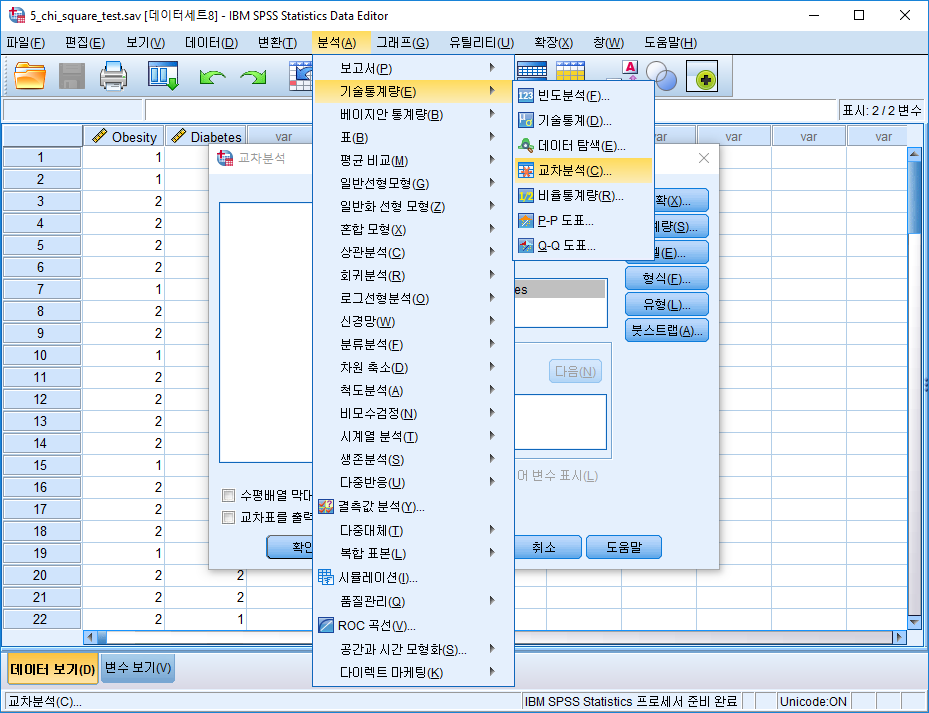 5_chi_square_test.sav [데이터세트8] - IBM SPSS Statistics Data Editor
파일(F) 편집(E) 보기(V) 데이터(D) 변환(T) 분석(A) 그래프(G) 유틸리티(U) 확장(X) 창(W) 도움말(H)
표시: 2 / 2 변수
Obesity Diabetes var var var var
보고서(P)
기술통계량(E)
베이지안 통계량(B)
표(B)
평균 비교(M)
일반선형모형(G)
일반화 선형 모형(Z)
혼합 모형(X)
상관분석(C)
회귀분석(R)
로그선형분석(O)
신경망(W)
분류분석(F)
차원 축소(D)
척도분석(A)
비모수검정(N)
시계열 분석(T)
생존분석(S)
다중반응(U)
결측값 분석(Y)...
다중대체(T)
복합 표본(L)
시뮬레이션(I)...
품질관리(Q)
ROC 곡선(V)...
공간과 시간 모형화(S)...
다이렉트 마케팅(K)
빈도분석(F)...
기술통계(D)...
데이터 탐색(E)...
교차분석(C)...
비율통계량(R)...
P-P 도표...
Q-Q 도표...
교차분석
확(X)...
계량(S)...
셀(E)...
형식(F)...
유형(L)...
붓스트랩(A)...
es
다음(N)
어 변수 표시(L)
수평배열 막대
교차표를 출력
확인 취소 도움말
1 1
2 1
3 2
4 2
5 2
6 2
7 1
8 2
9 2
10 1
11 2
12 2
13 2
14 2
15 1
16 2
17 2
18 2
19 1
20 2 2
21 2 2
22 2 1
데이터 보기(D) 변수 보기(V)
교차분석(C)... IBM SPSS Statistics 프로세서 준비 완료 Unicode:ON